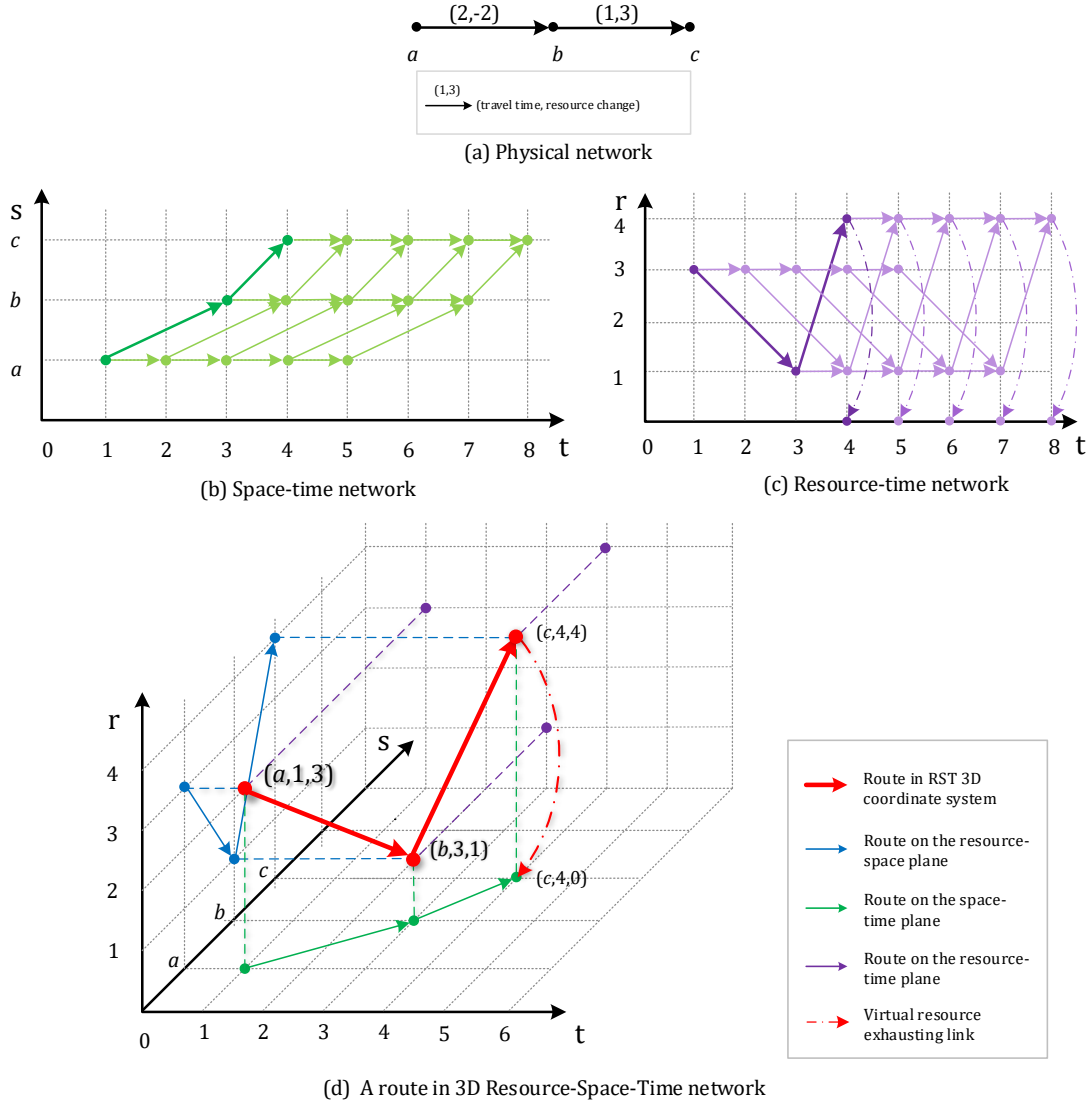 (2,-2)
(1,3)
a
b
c
(1,3)
(travel time, resource change)
(a) Physical network
s
c
b
a
0
1
2
3
4
5
6
7
8
t
(b) Space-time network
r
4
3
2
1
0
1
2
3
4
5
6
7
8
t
(c) Resource-time network
r
4
3
2
1
0
1
2
3
4
5
6
t
s
a
b
c
(a,1,3)
(b,3,1)
(c,4,4)
(c,4,0)
Route in RST 3D
coordinate system
Route on the resource-
space plane
Route on the space-
time plane
Route on the resource-
time plane
Virtual resource
exhausting link
(d) A route in 3D Resource-Space-Time network